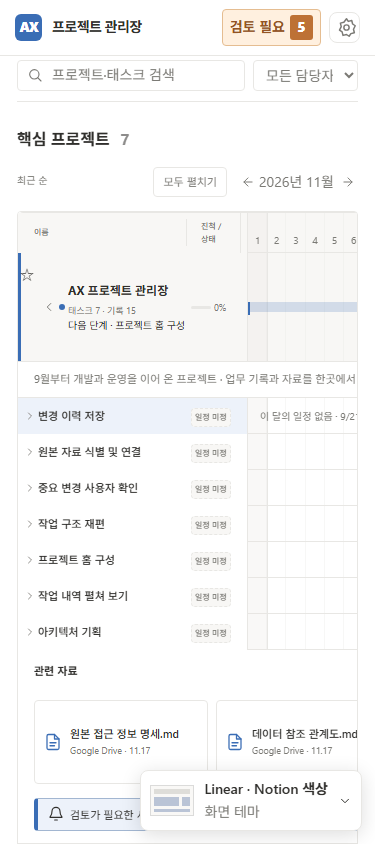 AX 프로젝트 관리장
검토 필요 5
프로젝트·태스크 검색
모든 담당자
핵심 프로젝트 7
최근 순
모두 펼치기
← 2026년 11월 →
이름
진척 /
상태
1 2 3 4 5 6
AX 프로젝트 관리장
태스크 7 · 기록 15
다음 단계 · 프로젝트 홈 구성
0%
9월부터 개발과 운영을 이어 온 프로젝트 · 업무 기록과 자료를 한곳에서
변경 이력 저장
일정 미정
이 달의 일정 없음 · 9/2
원본 자료 식별 및 연결
일정 미정
중요 변경 사용자 확인
일정 미정
작업 구조 재편
일정 미정
프로젝트 홈 구성
일정 미정
작업 내역 펼쳐 보기
일정 미정
아키텍처 기획
일정 미정
관련 자료
원본 접근 정보 명세.md
Google Drive · 11.17
데이터 참조 관계도.md
Google Drive · 11.17
검토가 필요한
Linear · Notion 색상
화면 테마